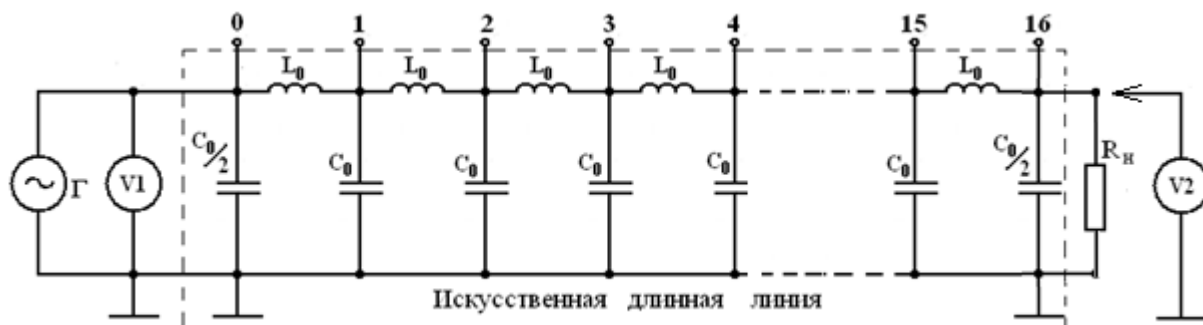 0 1 2 3 4 15 16
L₀ L₀ L₀ L₀ L₀
C₀/2 C₀ C₀ C₀ C₀ C₀ C₀/2 Rн
Г V1 V2
Искусственная длинная линия